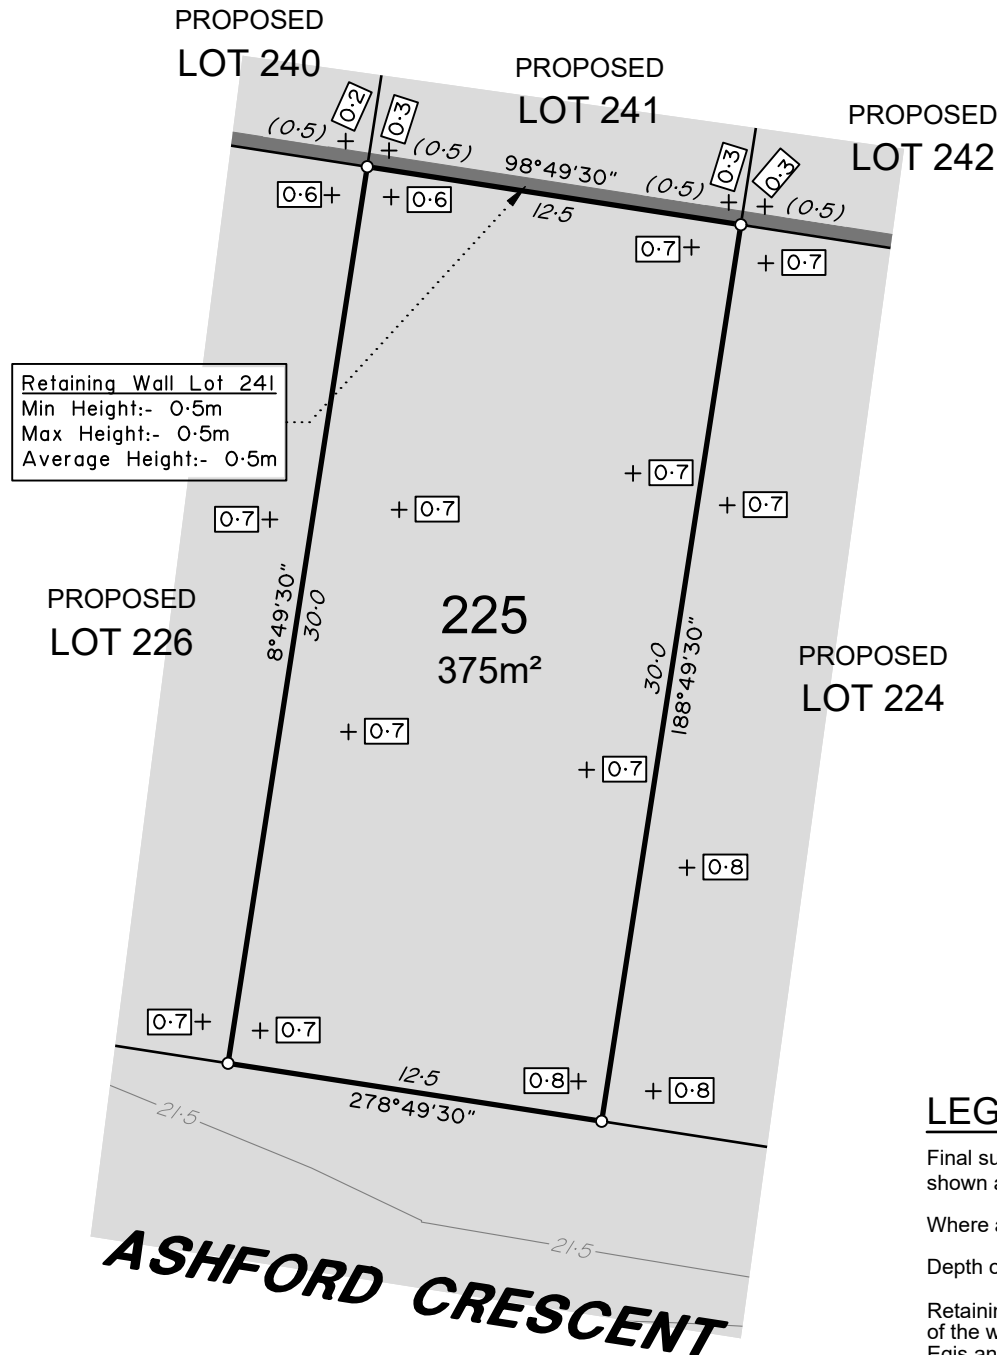 PROPOSED
LOT 240
PROPOSED
LOT 241
PROPOSED
LOT 242
0·2
0·3
0·3
0·3
(0·5)
(0·5)
(0·5)
(0·5)
98°49'30"
12·5
0·6
0·6
0·7
0·7
Retaining Wall Lot 241
Min Height:- 0·5m
Max Height:- 0·5m
Average Height:- 0·5m
0·7
0·7
0·7
0·7
8°49'30"
30·0
225
375m²
30·0
188°49'30"
PROPOSED
LOT 226
PROPOSED
LOT 224
0·7
0·7
0·8
0·7
0·7
0·8
0·8
12·5
278°49'30"
21·5
21·5
ASHFORD CRESCENT
LEG
Final su
shown a
Where a
Depth o
Retainin
of the w
Egis an